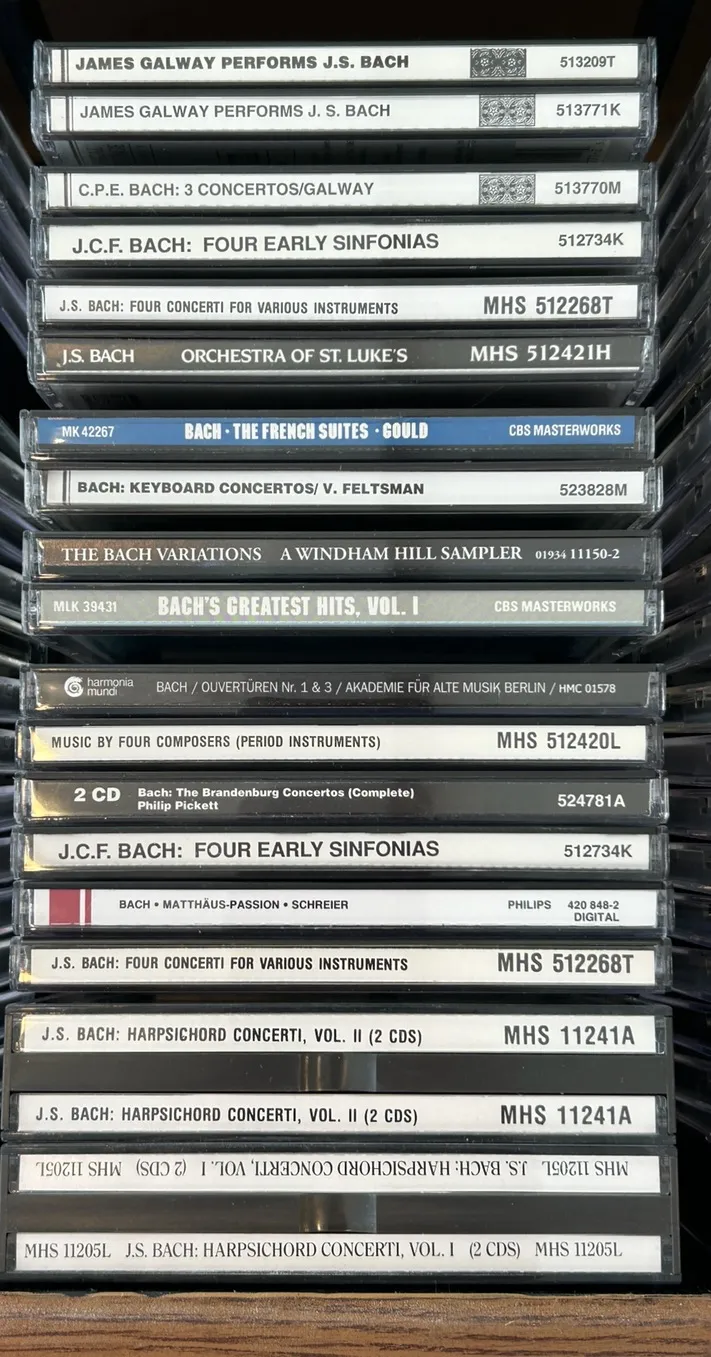 JAMES GALWAY PERFORMS J.S. BACH 513209T
JAMES GALWAY PERFORMS J. S. BACH 513771K
C.P.E. BACH: 3 CONCERTOS/GALWAY 513770M
J.C.F. BACH: FOUR EARLY SINFONIAS 512734K
J.S. BACH: FOUR CONCERTI FOR VARIOUS INSTRUMENTS MHS 512268T
J.S. BACH ORCHESTRA OF ST. LUKE'S MHS 512421H
MK 42267 BACH · THE FRENCH SUITES · GOULD CBS MASTERWORKS
BACH: KEYBOARD CONCERTOS/ V. FELTSMAN 523828M
THE BACH VARIATIONS A WINDHAM HILL SAMPLER 01934 11150-2
MLK 39431 BACH'S GREATEST HITS, VOL. I CBS MASTERWORKS
harmonia
mundi BACH / OUVERTÜREN Nr. 1 & 3 / AKADEMIE FÜR ALTE MUSIK BERLIN / HMC 01578
MUSIC BY FOUR COMPOSERS (PERIOD INSTRUMENTS) MHS 512420L
2 CD Bach: The Brandenburg Concertos (Complete)
Philip Pickett 524781A
J.C.F. BACH: FOUR EARLY SINFONIAS 512734K
BACH • MATTHÄUS-PASSION • SCHREIER PHILIPS 420 848-2
DIGITAL
J.S. BACH: FOUR CONCERTI FOR VARIOUS INSTRUMENTS MHS 512268T
J.S. BACH: HARPSICHORD CONCERTI, VOL. II (2 CDS) MHS 11241A
J.S. BACH: HARPSICHORD CONCERTI, VOL. II (2 CDS) MHS 11241A
MHS 11205L J.S. BACH: HARPSICHORD CONCERTI, VOL. I (2 CDS) MHS 11205L
MHS 11205L J.S. BACH: HARPSICHORD CONCERTI, VOL. I (2 CDS) MHS 11205L